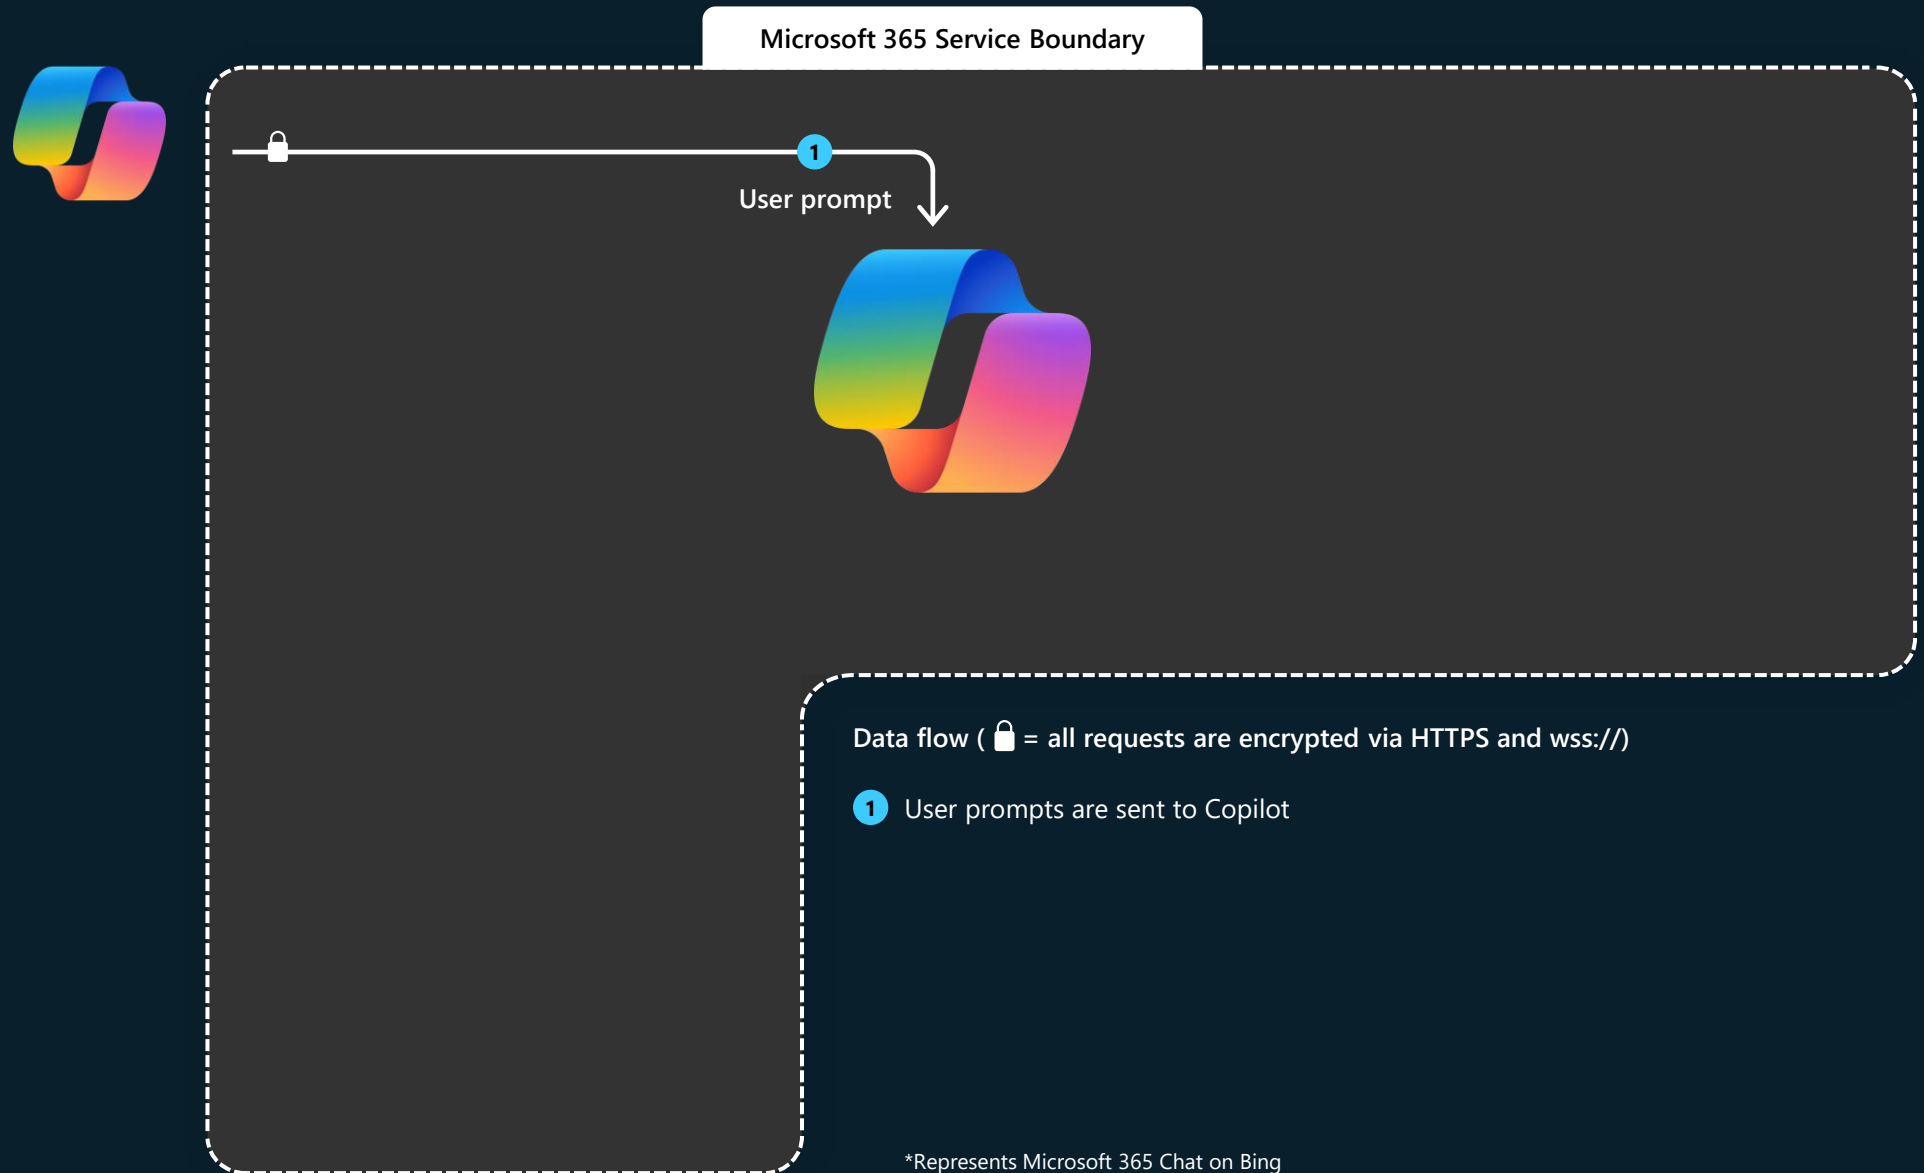 Microsoft 365 Service Boundary
1
User prompt
Data flow ( = all requests are encrypted via HTTPS and wss://)
1 User prompts are sent to Copilot
*Represents Microsoft 365 Chat on Bing